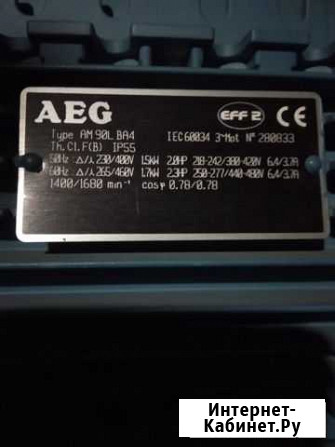 AEG EFF 2 CE
Type AM 90L BA4 IEC60034 3~Mot Nº 280833
Th.Cl.F(B) IP55
50Hz : Δ/λ 230/400V 1.5kW 2.0HP 218-242/380-420V 6.4/3.7A
60Hz : Δ/λ 265/460V 1.7kW 2.3HP 250-277/440-480V 6.4/3.7A
1400/1680 min⁻¹ cosφ 0.78/0.78
Интернет-
Кабинет.Ру